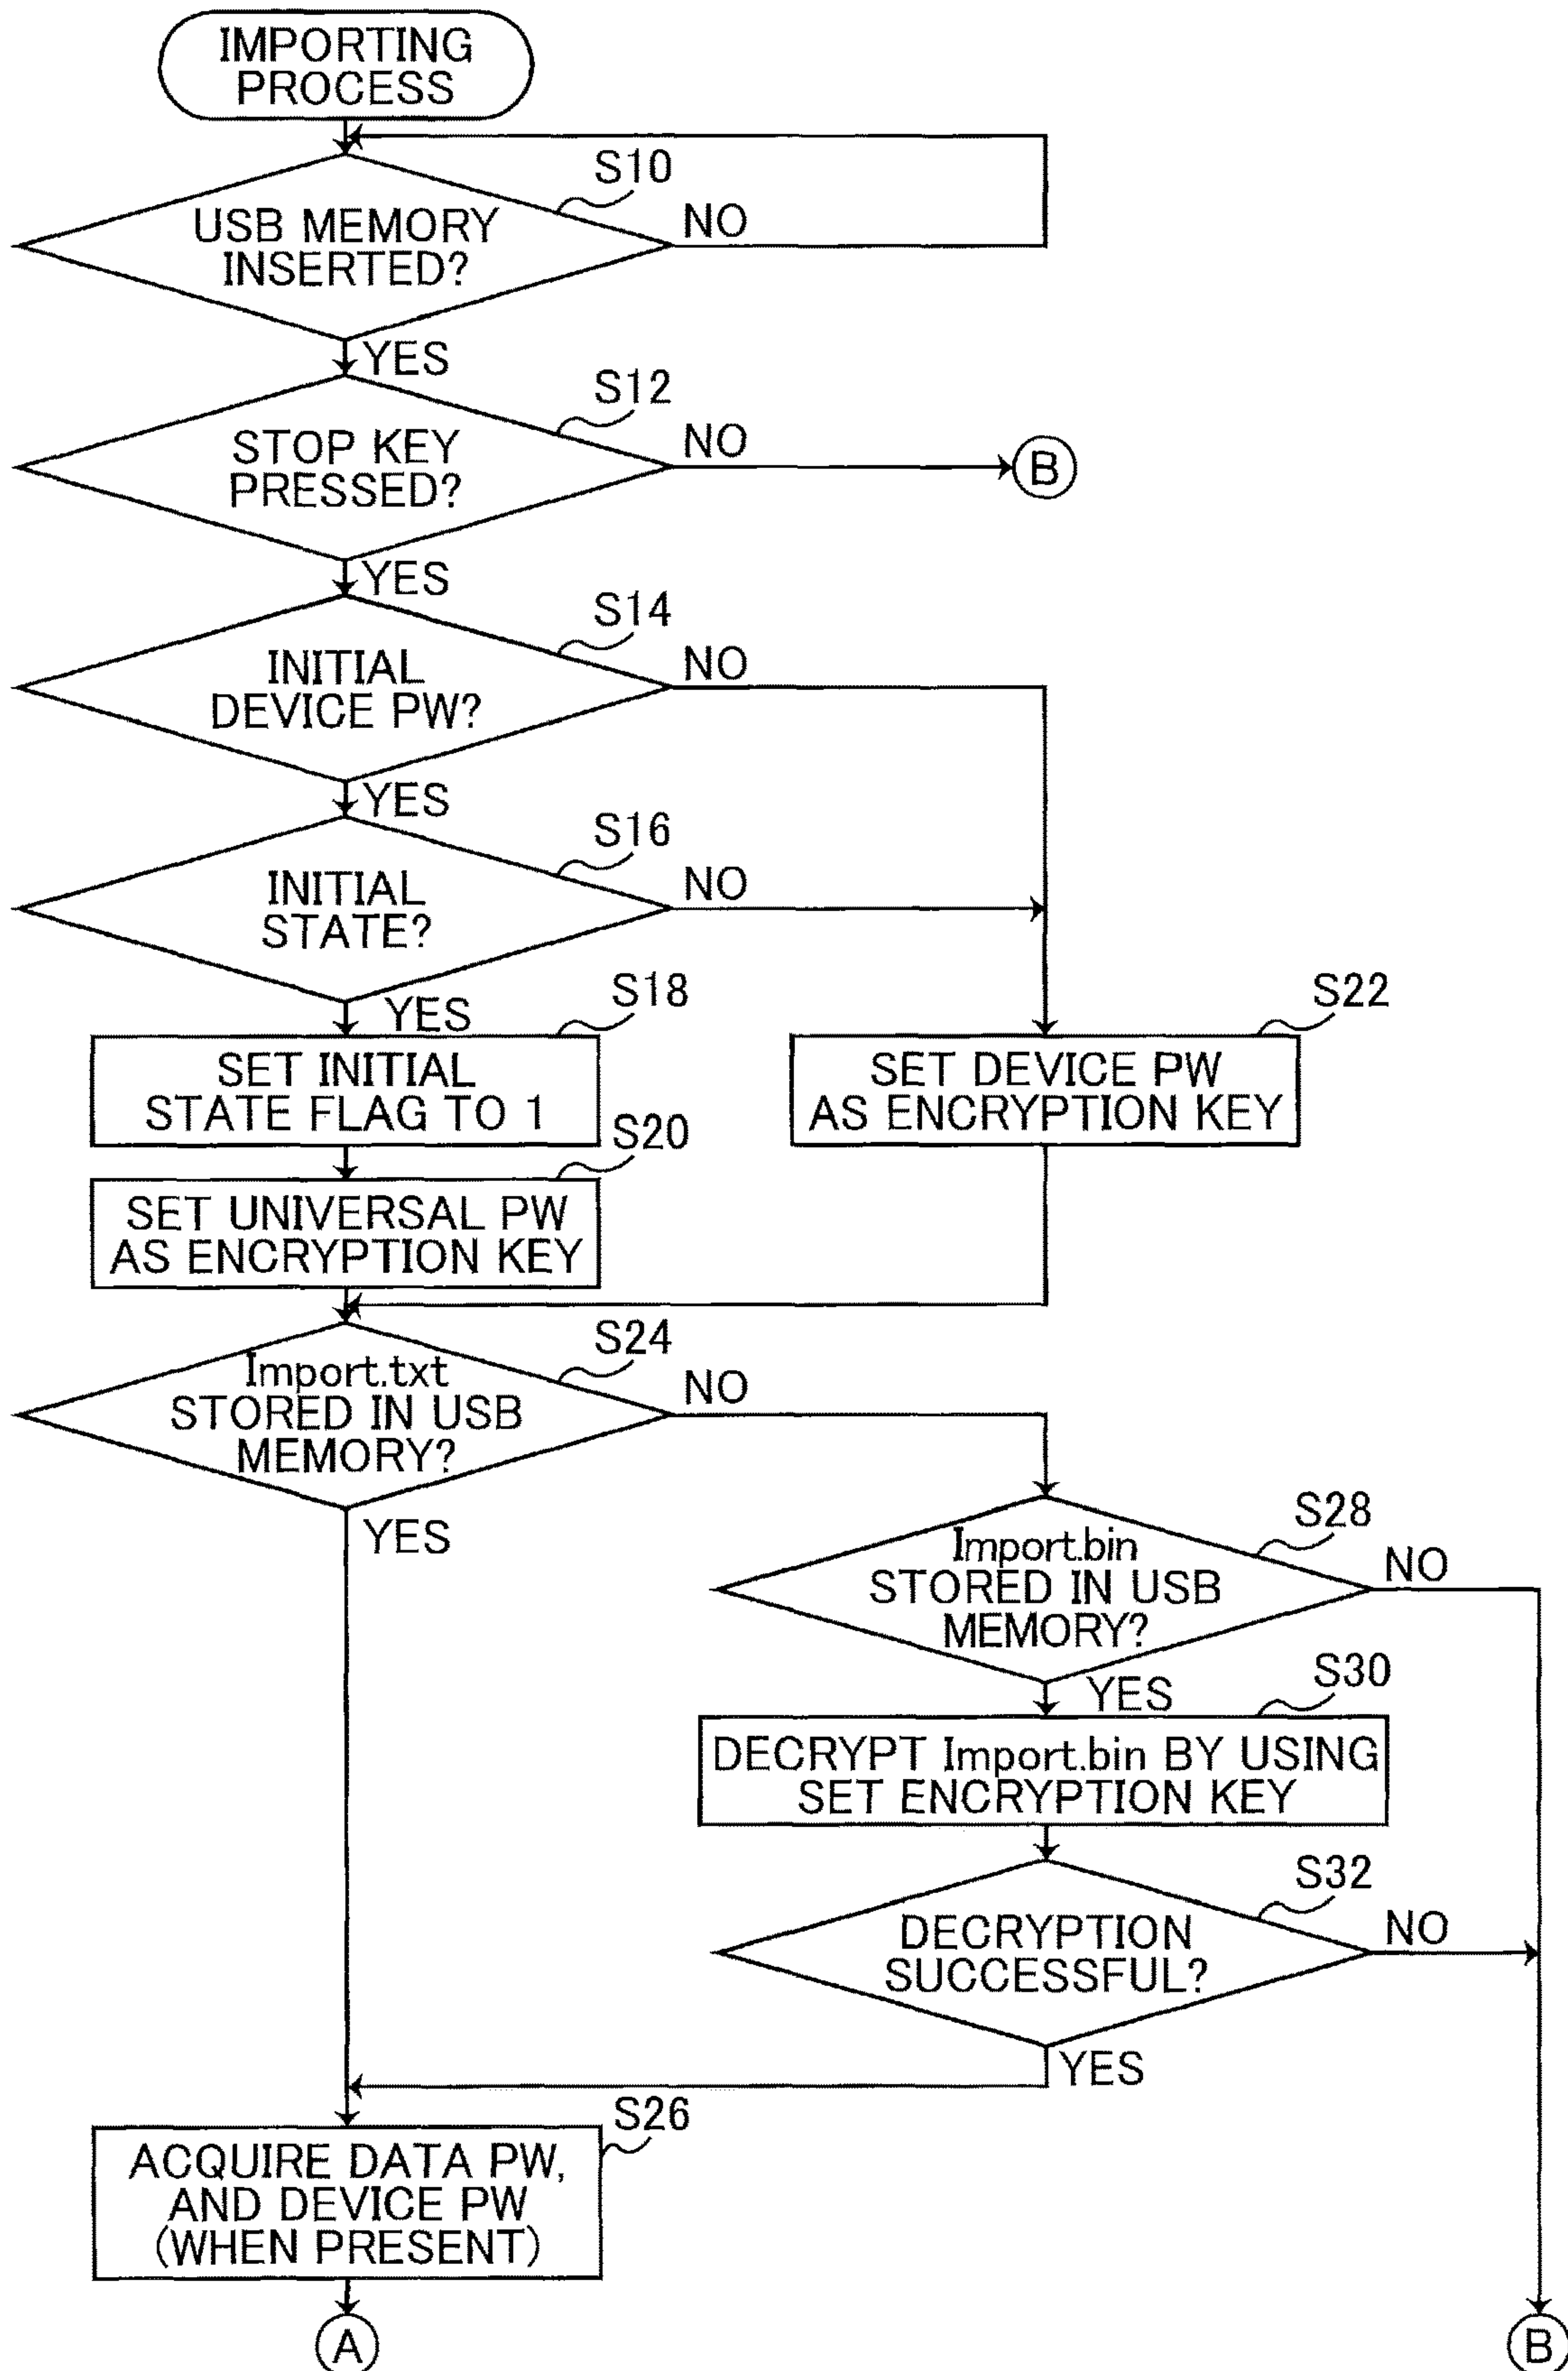 IMPORTING
PROCESS
S10
USB MEMORY
INSERTED?
NO
YES
S12
STOP KEY
PRESSED?
NO
B
YES
S14
INITIAL
DEVICE PW?
NO
YES
S16
INITIAL
STATE?
NO
YES
S18
SET INITIAL
STATE FLAG TO 1
S22
SET DEVICE PW
AS ENCRYPTION KEY
S20
SET UNIVERSAL PW
AS ENCRYPTION KEY
S24
Import.txt
STORED IN USB
MEMORY?
NO
YES
S28
Import.bin
STORED IN USB
MEMORY?
NO
YES
S30
DECRYPT Import.bin BY USING
SET ENCRYPTION KEY
S32
DECRYPTION
SUCCESSFUL?
NO
YES
S26
ACQUIRE DATA PW,
AND DEVICE PW
(WHEN PRESENT)
A
B